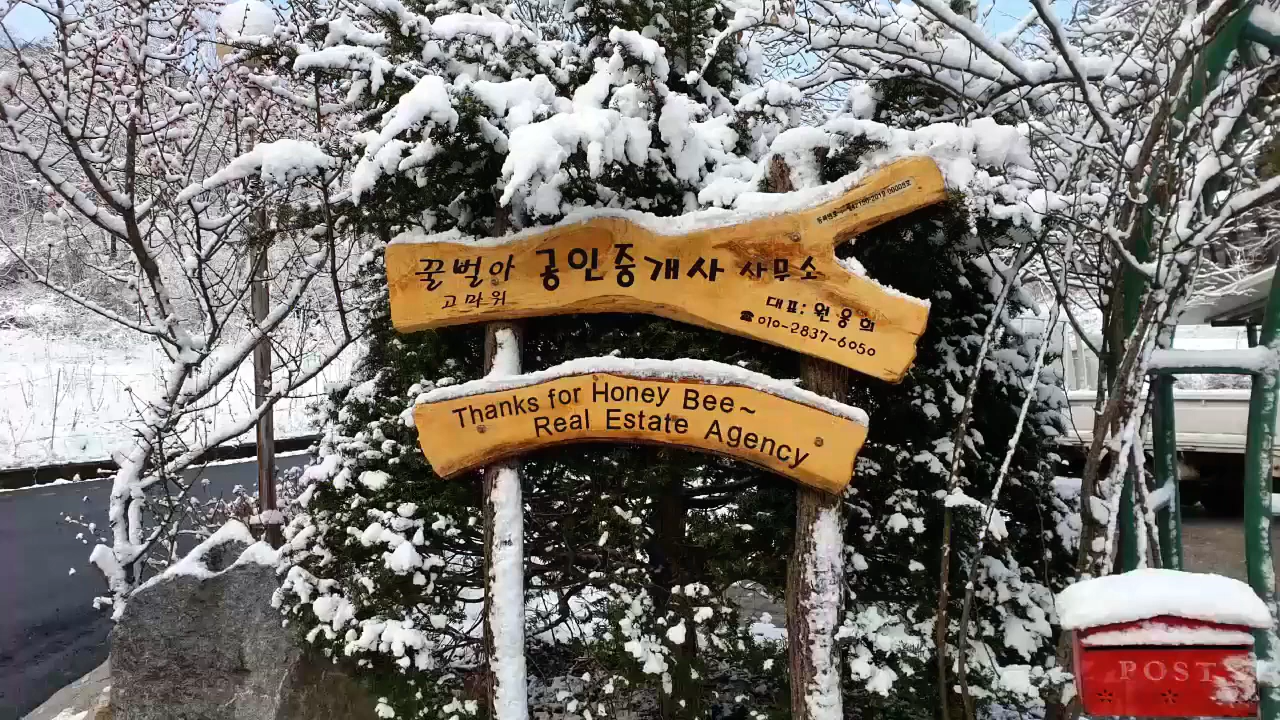 꿀벌아 공인중개사 사무소
고마워
대표: 원응희
☎010-2837-6050
Thanks for Honey Bee~
Real Estate Agency
POST